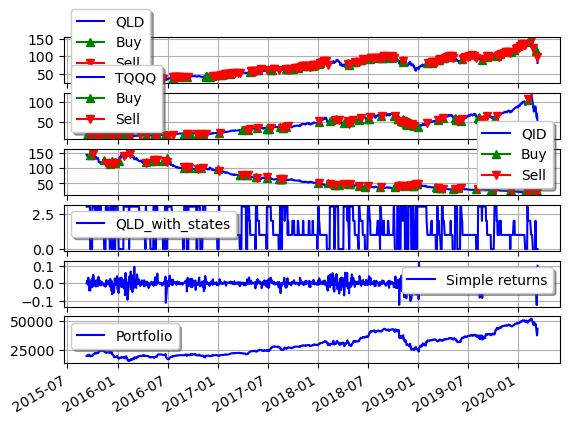 QLD
Buy
Sell
150
100
50
TQQQ
Buy
Sell
100
50
QID
Buy
Sell
150
100
50
QLD_with_states
2.5
0.0
Simple returns
0.1
0.0
−0.1
Portfolio
50000
25000
2015-07
2016-01
2016-07
2017-01
2017-07
2018-01
2018-07
2019-01
2019-07
2020-01